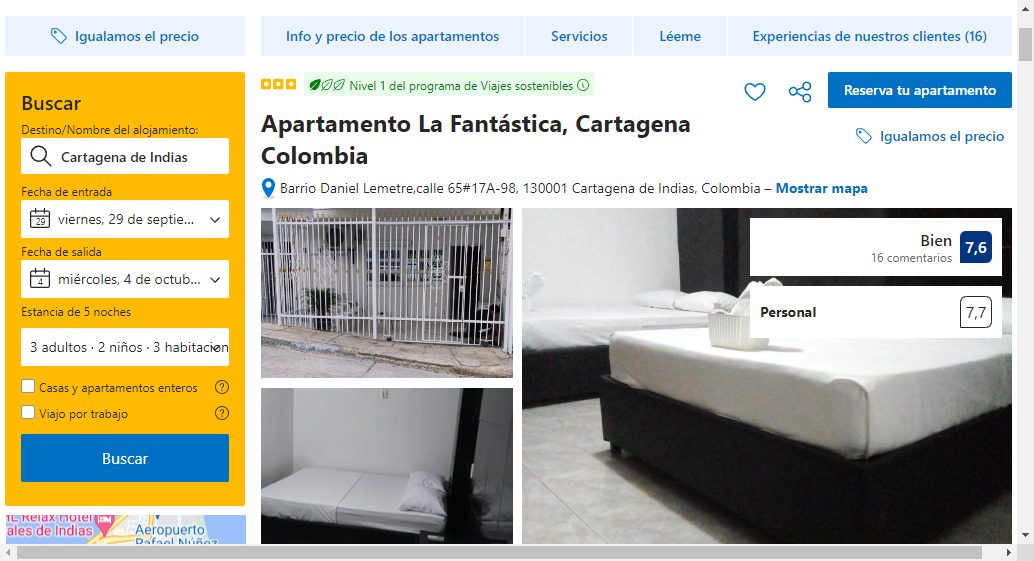 Igualamos el precio
Info y precio de los apartamentos
Servicios
Léeme
Experiencias de nuestros clientes (16)
Buscar
Destino/Nombre del alojamiento:
Cartagena de Indias
Fecha de entrada
29
viernes, 29 de septie...
Fecha de salida
4
miércoles, 4 de octub...
Estancia de 5 noches
3 adultos · 2 niños · 3 habitacion
Casas y apartamentos enteros
Viajo por trabajo
Buscar
Relax Hotel
ales de Indias
Aeropuerto
Rafael Núñez
Nivel 1 del programa de Viajes sostenibles
Reserva tu apartamento
Apartamento La Fantástica, Cartagena
Colombia
Igualamos el precio
Barrio Daniel Lemetre,calle 65#17A-98, 130001 Cartagena de Indias, Colombia – Mostrar mapa
Bien
16 comentarios
7,6
Personal
7,7